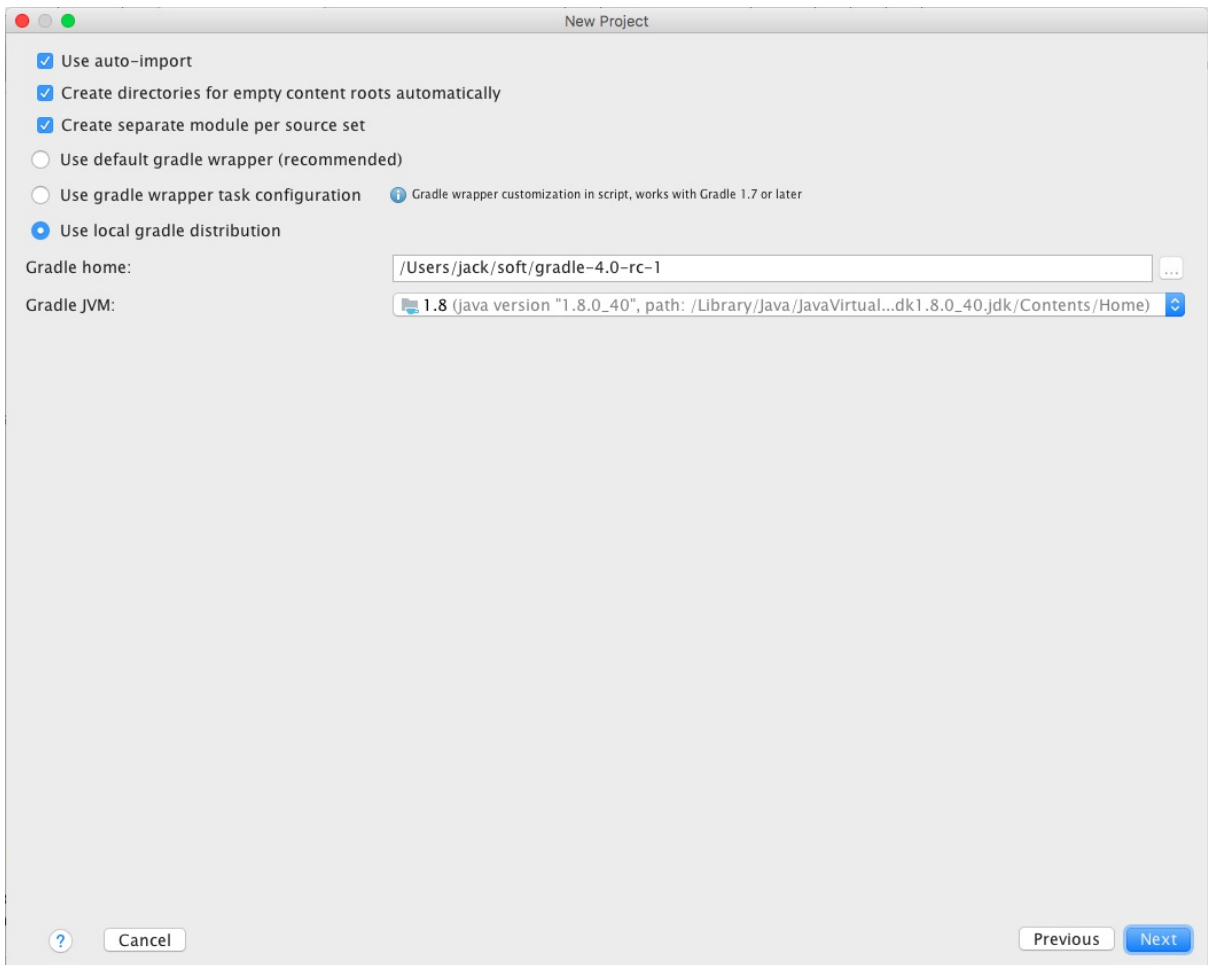 New Project
Use auto-import
Create directories for empty content roots automatically
Create separate module per source set
Use default gradle wrapper (recommended)
Use gradle wrapper task configuration Gradle wrapper customization in script, works with Gradle 1.7 or later
Use local gradle distribution
Gradle home: /Users/jack/soft/gradle-4.0-rc-1 ...
Gradle JVM: 1.8 (java version "1.8.0_40", path: /Library/Java/JavaVirtual...dk1.8.0_40.jdk/Contents/Home)
? Cancel Previous Next